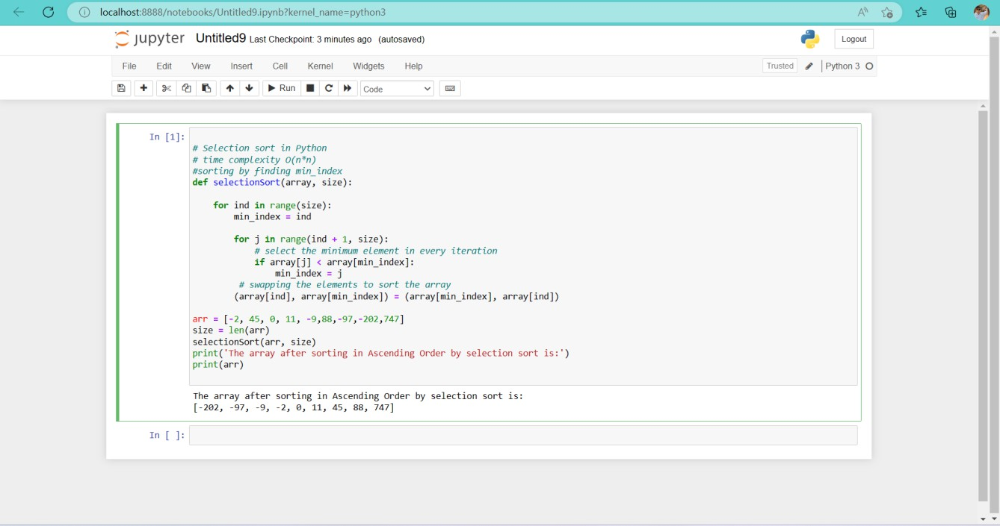 localhost:8888/notebooks/Untitled9.ipynb?kernel_name=python3
jupyter Untitled9 Last Checkpoint: 3 minutes ago (autosaved)
Logout
File Edit View Insert Cell Kernel Widgets Help
Trusted Python 3
Run Code
In [1]:
# Selection sort in Python
# time complexity O(n*n)
#sorting by finding min_index
def selectionSort(array, size):
    for ind in range(size):
        min_index = ind
        for j in range(ind + 1, size):
            # select the minimum element in every iteration
            if array[j] < array[min_index]:
                min_index = j
         # swapping the elements to sort the array
        (array[ind], array[min_index]) = (array[min_index], array[ind])
arr = [-2, 45, 0, 11, -9,88,-97,-202,747]
size = len(arr)
selectionSort(arr, size)
print('The array after sorting in Ascending Order by selection sort is:')
print(arr)
The array after sorting in Ascending Order by selection sort is:
[-202, -97, -9, -2, 0, 11, 45, 88, 747]
In [ ]: